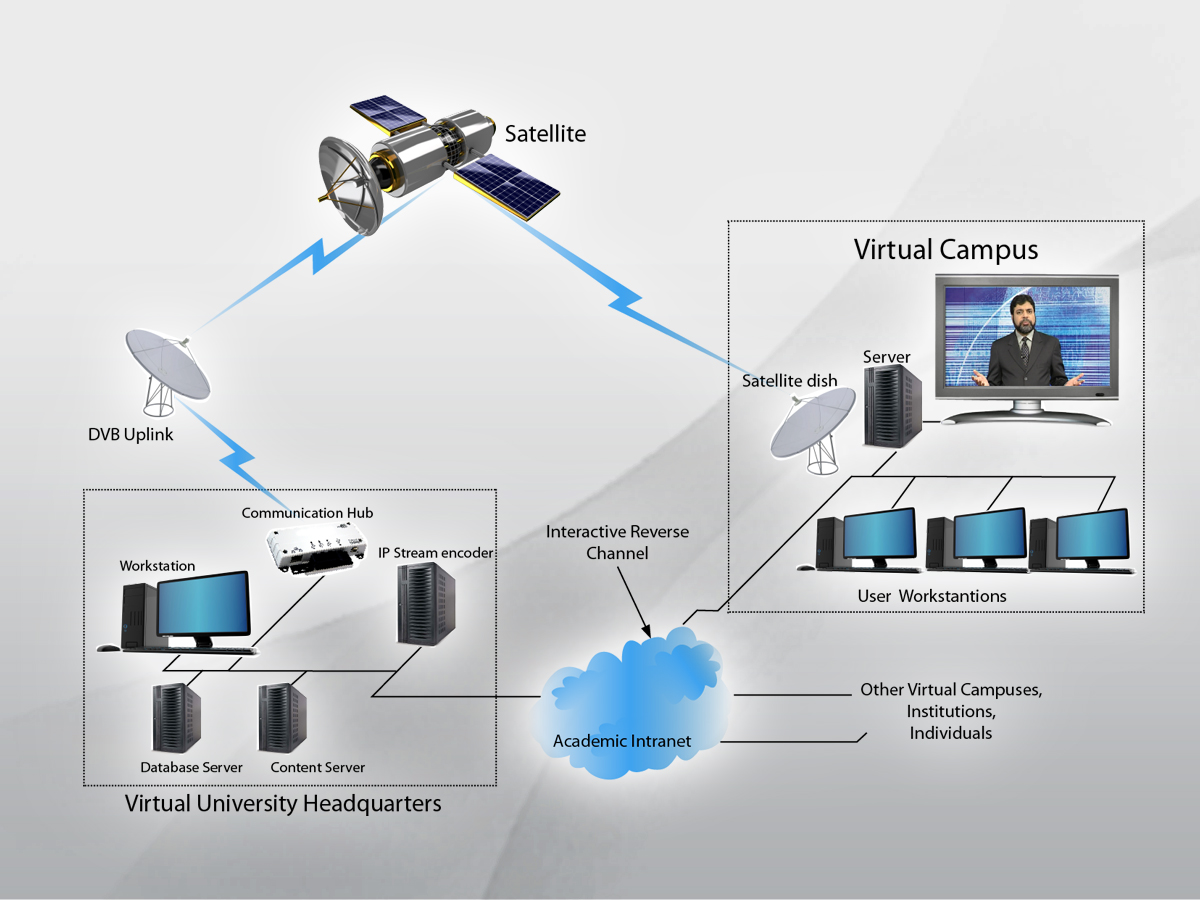 Satellite
Virtual Campus
Server
Satellite dish
DVB Uplink
Communication Hub
Interactive Reverse
Channel
IP Stream encoder
Workstation
User Workstantions
Other Virtual Campuses,
Institutions,
Individuals
Academic Intranet
Database Server
Content Server
Virtual University Headquarters